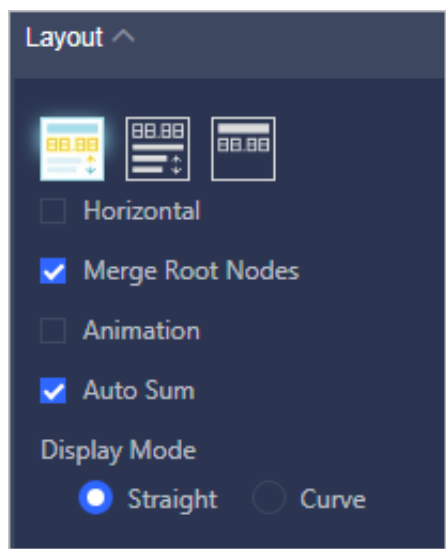 Layout
88.88
88.88
88.88
Horizontal
Merge Root Nodes
Animation
Auto Sum
Display Mode
Straight Curve